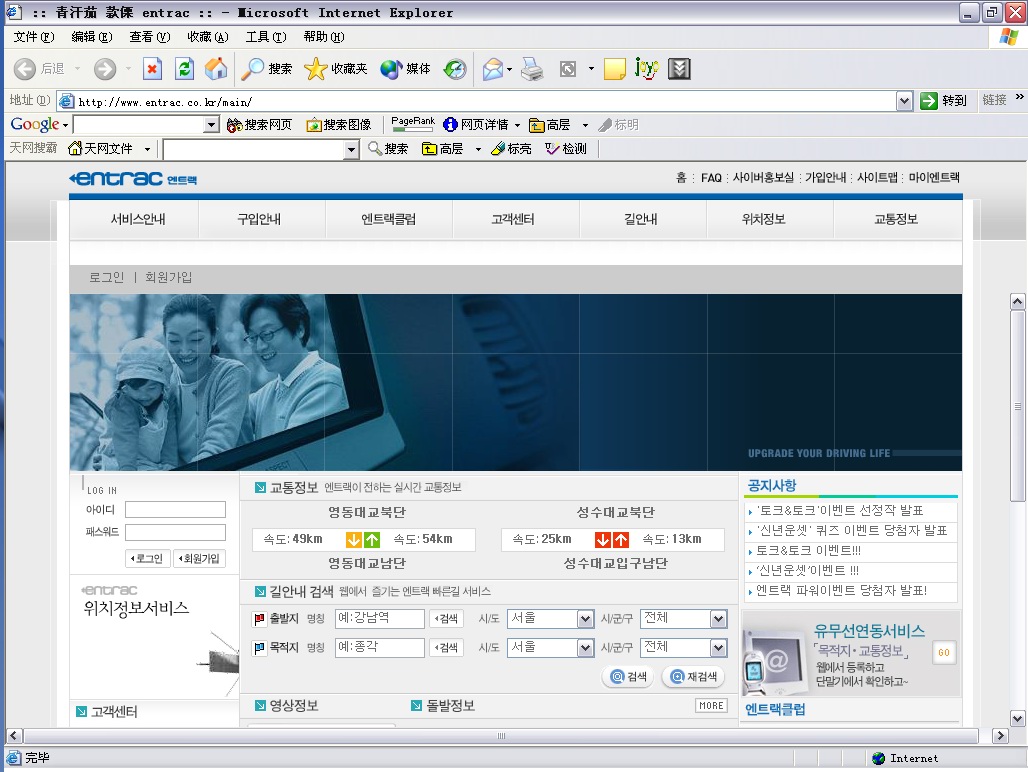 :: 青汗茄 款傈 entrac :: - Microsoft Internet Explorer
文件(F) 编辑(E) 查看(V) 收藏(A) 工具(T) 帮助(H)
后退 搜索 收藏夹 媒体
地址(D) http://www.entrac.co.kr/main/ 转到 链接 »
Google 搜索网页 搜索图像 PageRank 网页详情 高层 标明
天网搜霸 天网文件 搜索 高层 标亮 检测
entrac 엔트랙 홈 : FAQ : 사이버홍보실 : 가입안내 : 사이트맵 : 마이엔트랙
서비스안내 구입안내 엔트랙클럽 고객센터 길안내 위치정보 교통정보
로그인 | 회원가입
UPGRADE YOUR DRIVING LIFE
LOG IN
아이디
패스워드
로그인 회원가입
entrac
위치정보서비스
고객센터
교통정보 엔트랙이 전하는 실시간 교통정보
영동대교북단 성수대교북단
속도:49km 속도:54km 속도:25km 속도:13km
영동대교남단 성수대교입구남단
길안내 검색 웹에서 즐기는 엔트랙 빠른길 서비스
출발지 명칭 예:강남역 검색 시/도 서울 시/군/구 전체
목적지 명칭 예:종각 검색 시/도 서울 시/군/구 전체
검색 재검색
영상정보 돌발정보 MORE
공지사항
'토크&토크'이벤트 선정작 발표
'신년운셋' 퀴즈 이벤트 당첨자 발표
토크&토크 이벤트!!!
'신년운셋'이벤트 !!!
엔트랙 파워이벤트 당첨자 발표!
유무선연동서비스
「목적지·교통정보」
웹에서 등록하고
단말기에서 확인하고~
GO
엔트랙클럽
完毕 Internet